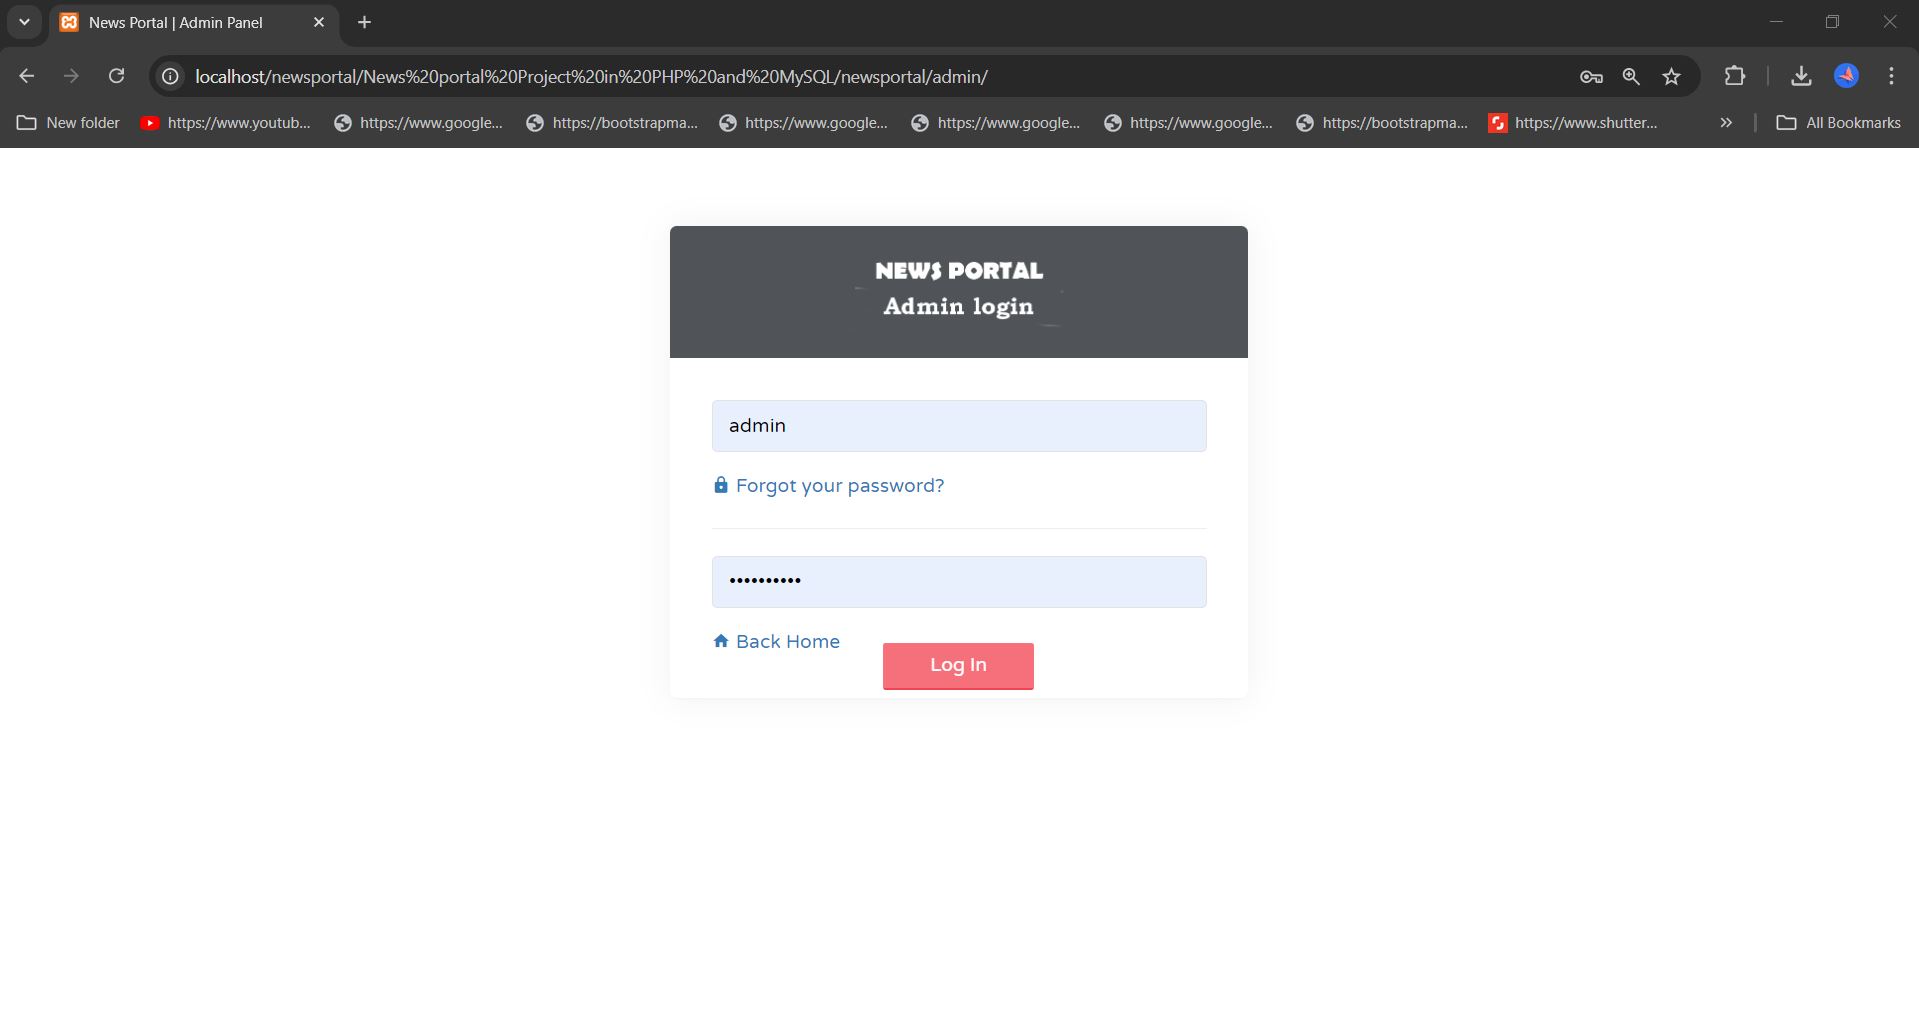 News Portal | Admin Panel
localhost/newsportal/News%20portal%20Project%20in%20PHP%20and%20MySQL/newsportal/admin/
New folder
https://www.youtub...
https://www.google...
https://bootstrapma...
https://www.google...
https://www.google...
https://www.google...
https://bootstrapma...
https://www.shutter...
All Bookmarks
NEWS PORTAL
Admin login
admin
Forgot your password?
••••••••••
Back Home
Log In